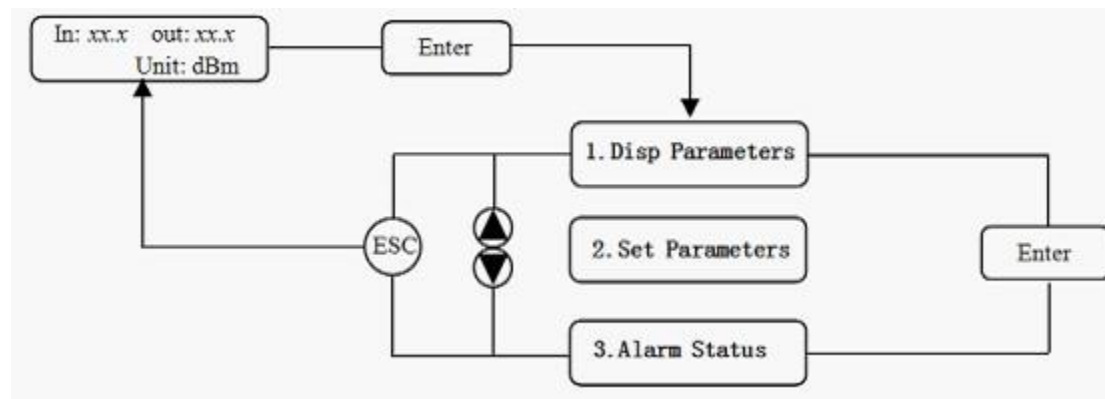 In: xx.x out: xx.x
Unit: dBm
Enter
1. Disp Parameters
ESC
2. Set Parameters
Enter
3. Alarm Status